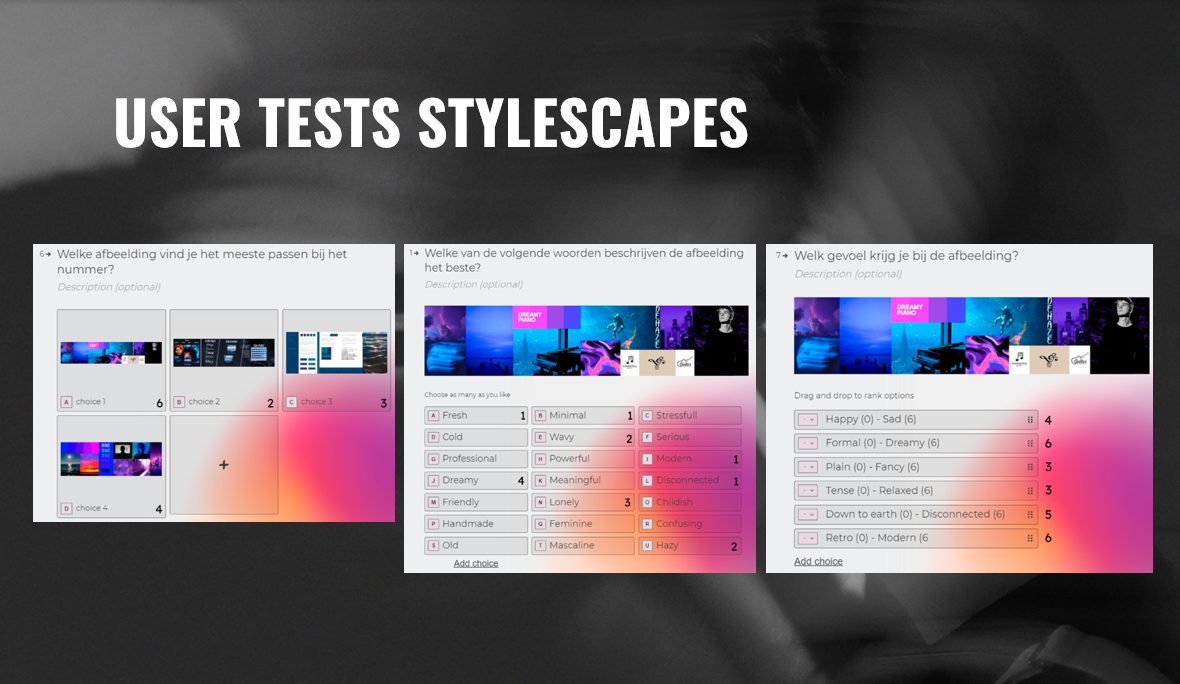 USER TESTS STYLESCAPES
6→ Welke afbeelding vind je het meeste passen bij het
nummer?
Description (optional)
A choice 1 6
B choice 2 2
C choice 3 3
D choice 4 4
+
1→ Welke van de volgende woorden beschrijven de afbeelding
het beste?
Description (optional)
DREAMY
PIANO
Choose as many as you like
A Fresh 1
B Minimal 1
C Stressfull
D Cold
E Wavy 2
F Serious
G Professional
H Powerful
I Modern 1
J Dreamy 4
K Meaningful
L Disconnected 1
M Friendly
N Lonely 3
O Childish
P Handmade
Q Feminine
R Confusing
S Old
T Mascaline
U Hazy 2
Add choice
7→ Welk gevoel krijg je bij de afbeelding?
Description (optional)
DREAMY
PIANO
Drag and drop to rank options
Happy (0) - Sad (6) 4
Formal (0) - Dreamy (6) 6
Plain (0) - Fancy (6) 3
Tense (0) - Relaxed (6) 3
Down to earth (0) - Disconnected (6) 5
Retro (0) - Modern (6 6
Add choice